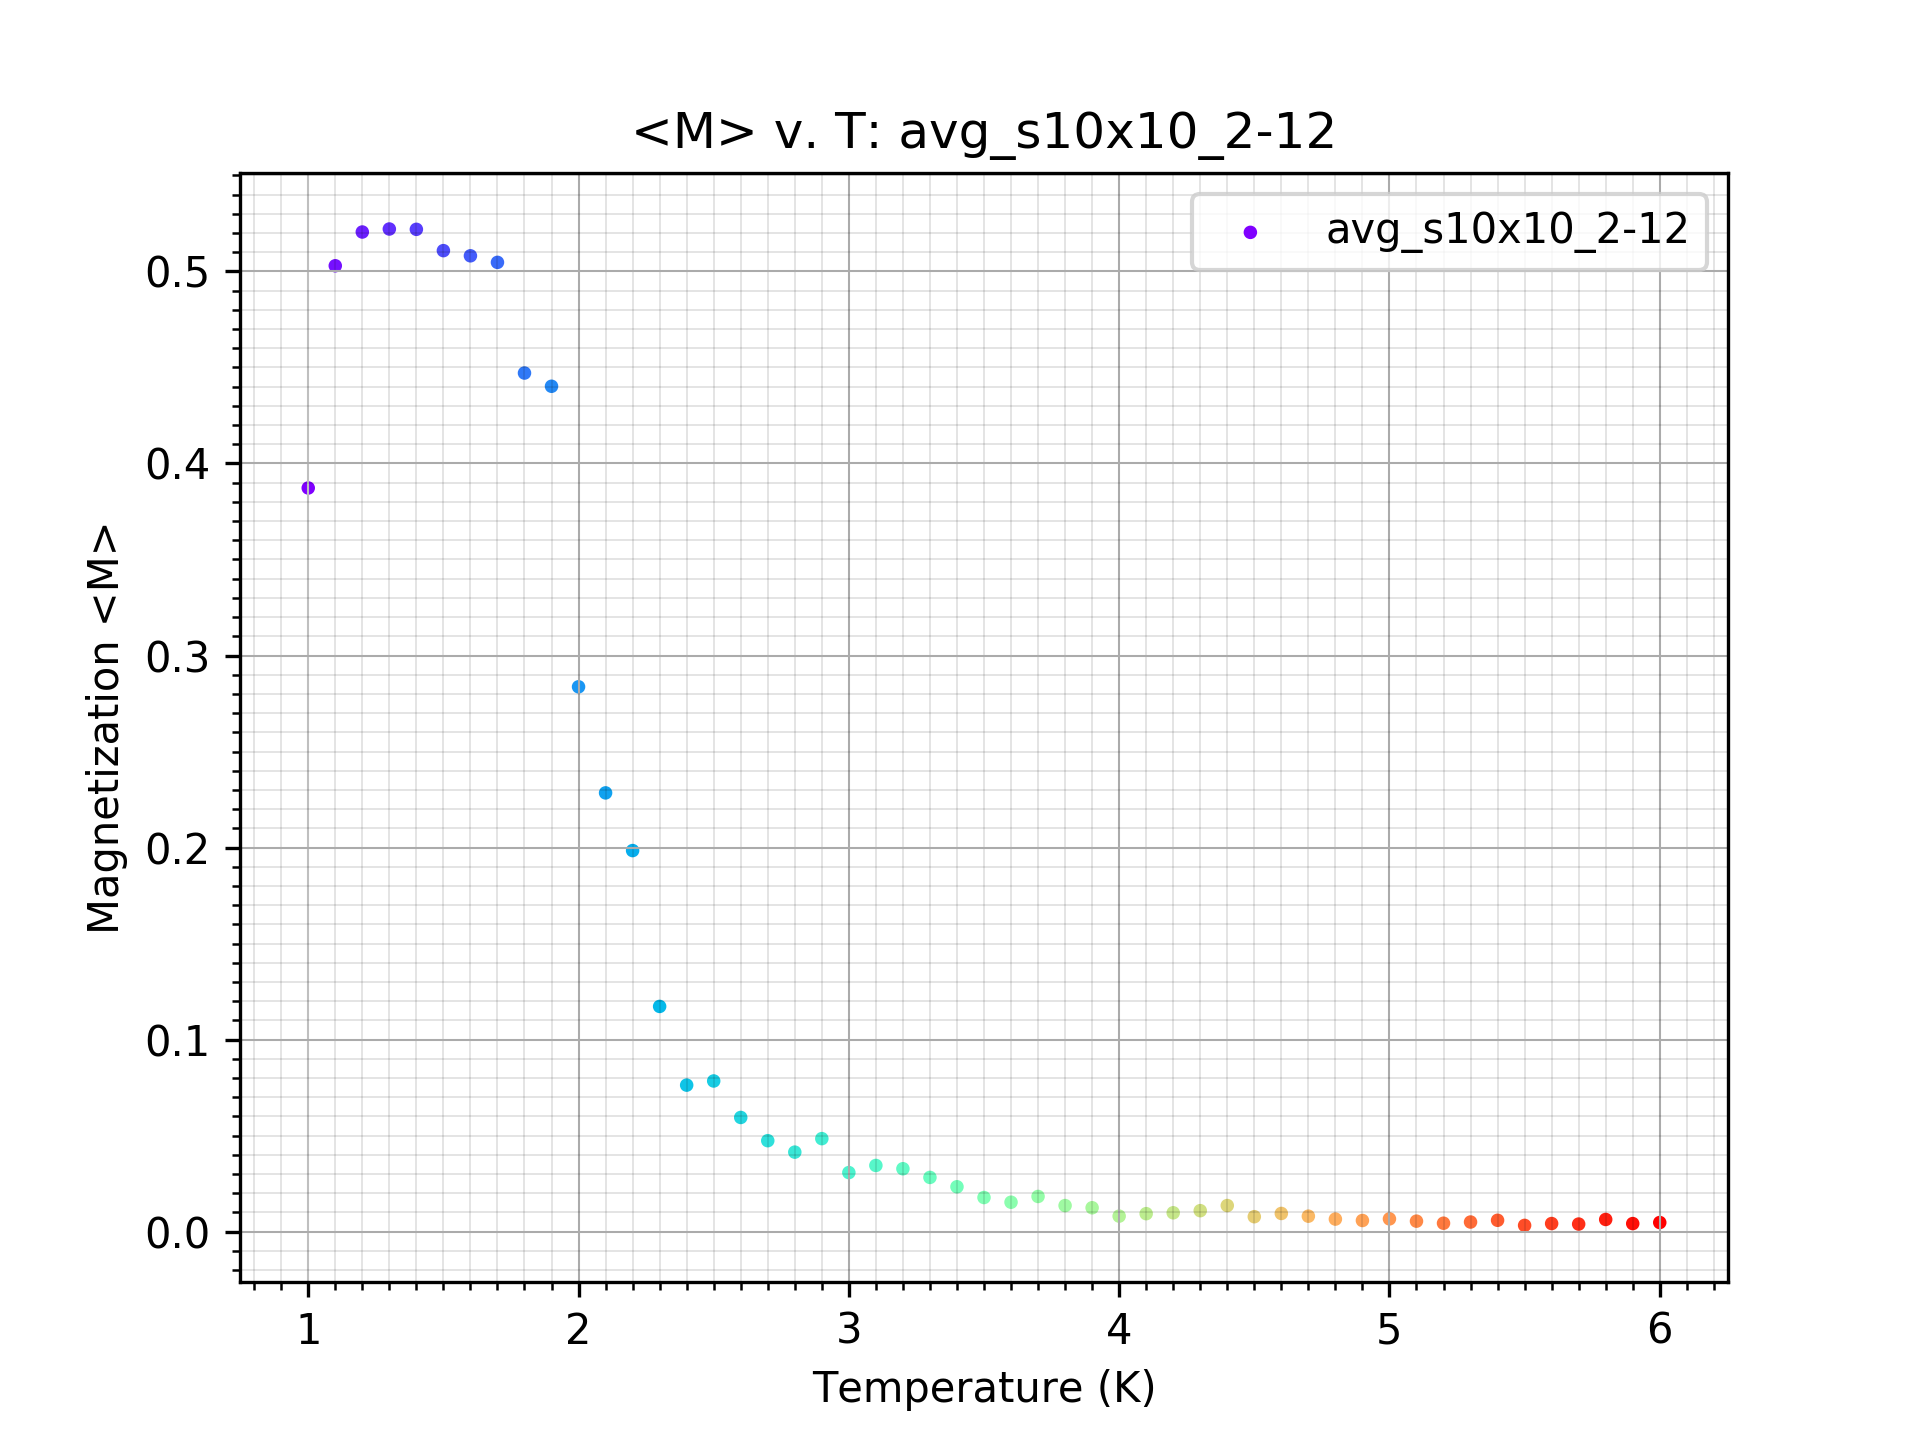 <M> v. T: avg_s10x10_2-12
avg_s10x10_2-12
Magnetization <M>
0.5
0.4
0.3
0.2
0.1
0.0
1 2 3 4 5 6
Temperature (K)